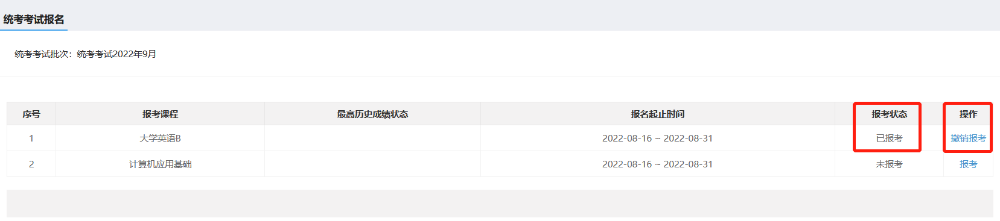 统考考试报名
统考考试批次：统考考试2022年9月
序号 报考课程 最高历史成绩状态 报名起止时间 报考状态 操作
1 大学英语B 2022-08-16 ~ 2022-08-31 已报考 撤销报考
2 计算机应用基础 2022-08-16 ~ 2022-08-31 未报考 报考